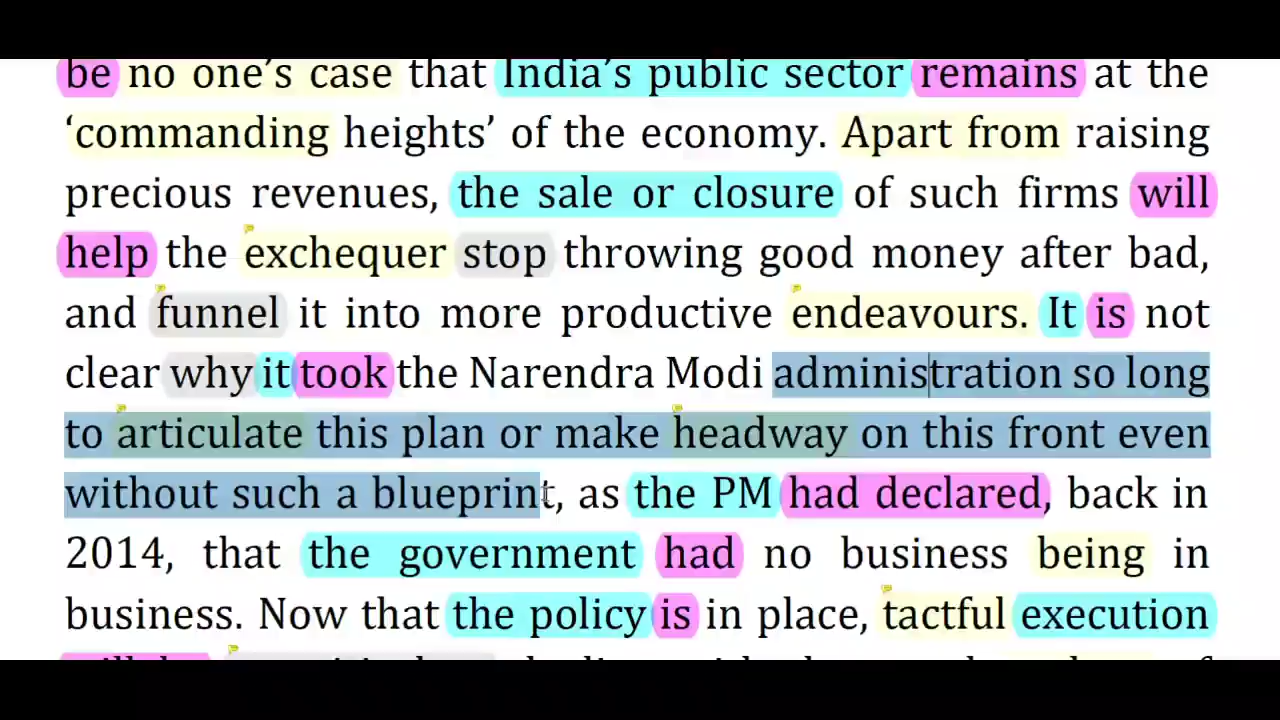 be no one's case that India's public sector remains at the
‘commanding heights’ of the economy. Apart from raising
precious revenues, the sale or closure of such firms will
help the exchequer stop throwing good money after bad,
and funnel it into more productive endeavours. It is not
clear why it took the Narendra Modi administration so long
to articulate this plan or make headway on this front even
without such a blueprint, as the PM had declared, back in
2014, that the government had no business being in
business. Now that the policy is in place, tactful execution